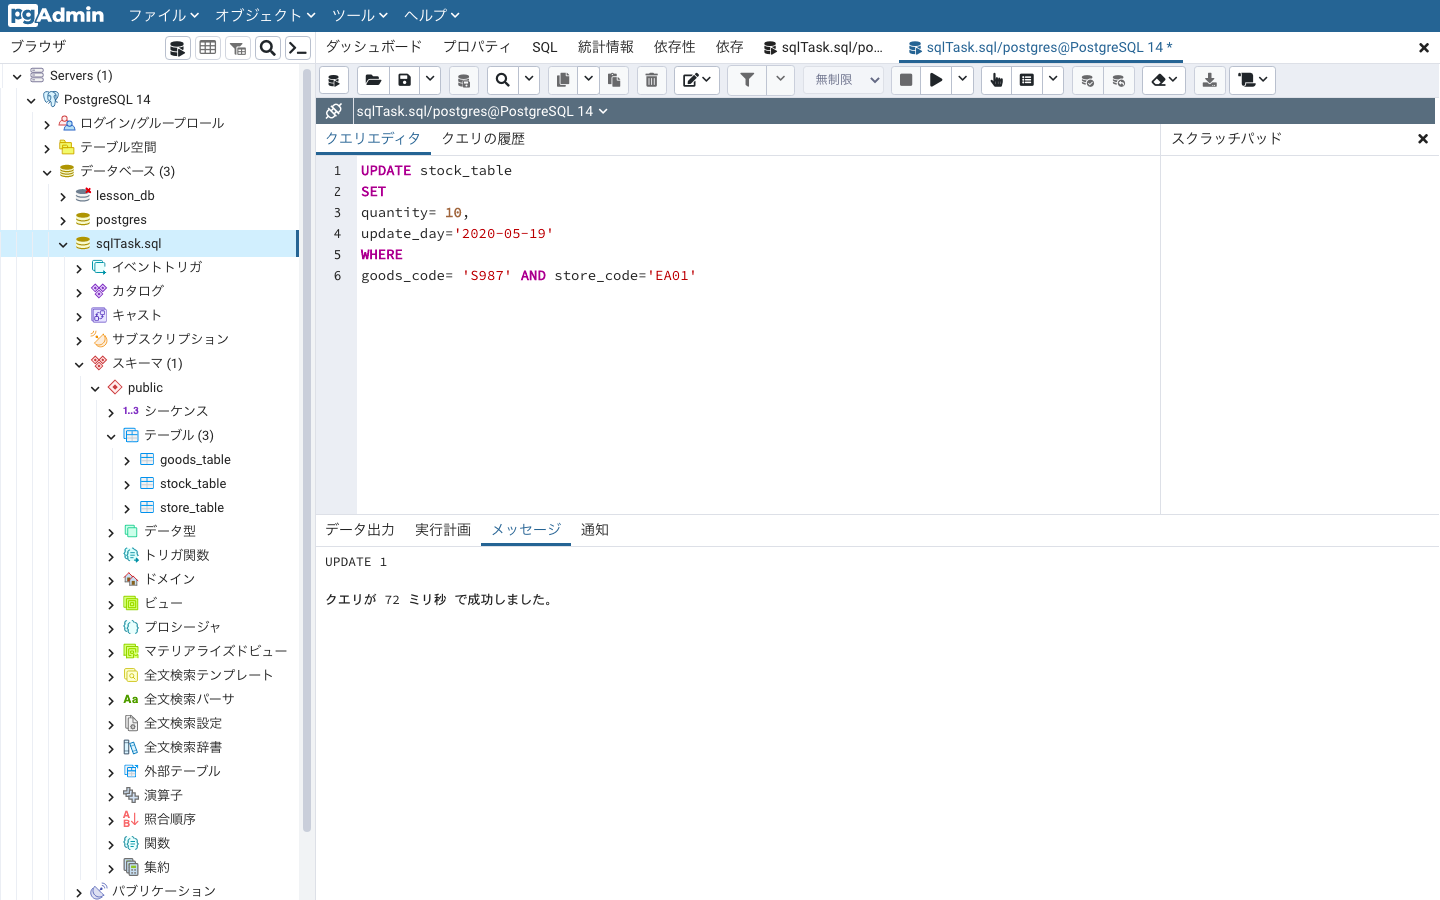 pgAdmin ファイル オブジェクト ツール ヘルプ
ブラウザ
ダッシュボード プロパティ SQL 統計情報 依存性 依存 sqlTask.sql/po... sqlTask.sql/postgres@PostgreSQL 14 *
無制限
sqlTask.sql/postgres@PostgreSQL 14
クエリエディタ クエリの履歴
スクラッチパッド
Servers (1)
PostgreSQL 14
ログイン/グループロール
テーブル空間
データベース (3)
lesson_db
postgres
sqlTask.sql
イベントトリガ
カタログ
キャスト
サブスクリプション
スキーマ (1)
public
1..3 シーケンス
テーブル (3)
goods_table
stock_table
store_table
データ型
トリガ関数
ドメイン
ビュー
プロシージャ
マテリアライズドビュー
全文検索テンプレート
Aa 全文検索パーサ
全文検索設定
全文検索辞書
外部テーブル
演算子
照合順序
関数
集約
パブリケーション
1 UPDATE stock_table
2 SET
3 quantity= 10,
4 update_day='2020-05-19'
5 WHERE
6 goods_code= 'S987' AND store_code='EA01'
データ出力 実行計画 メッセージ 通知
UPDATE 1
クエリが 72 ミリ秒 で成功しました。